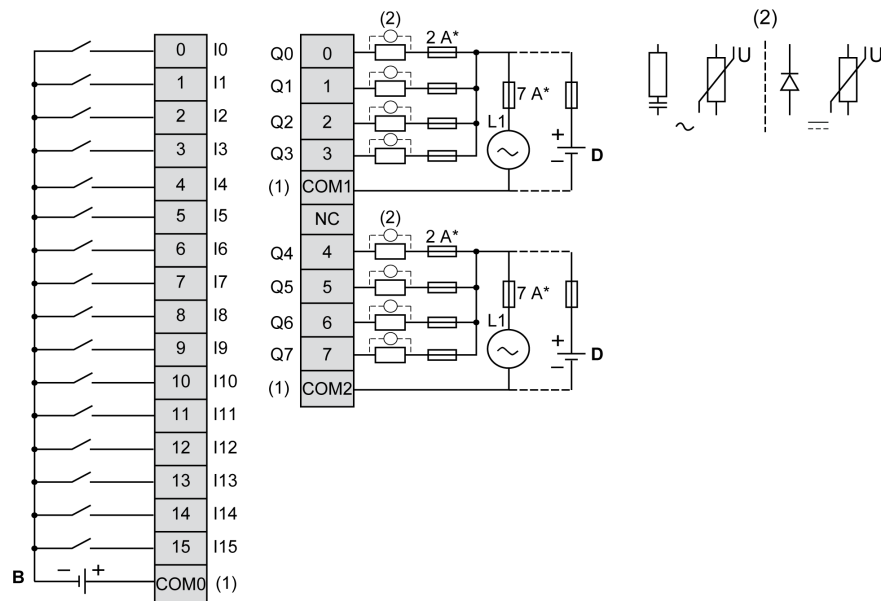 0 I0
1 I1
2 I2
3 I3
4 I4
5 I5
6 I6
7 I7
8 I8
9 I9
10 I10
11 I11
12 I12
13 I13
14 I14
15 I15
B − + COM0 (1)
(2)
Q0 0 2 A*
Q1 1 7 A*
Q2 2 L1
Q3 3 + − D
(1) COM1
NC (2)
Q4 4 2 A*
Q5 5 7 A*
Q6 6 L1
Q7 7 + − D
(1) COM2
(2)
U U